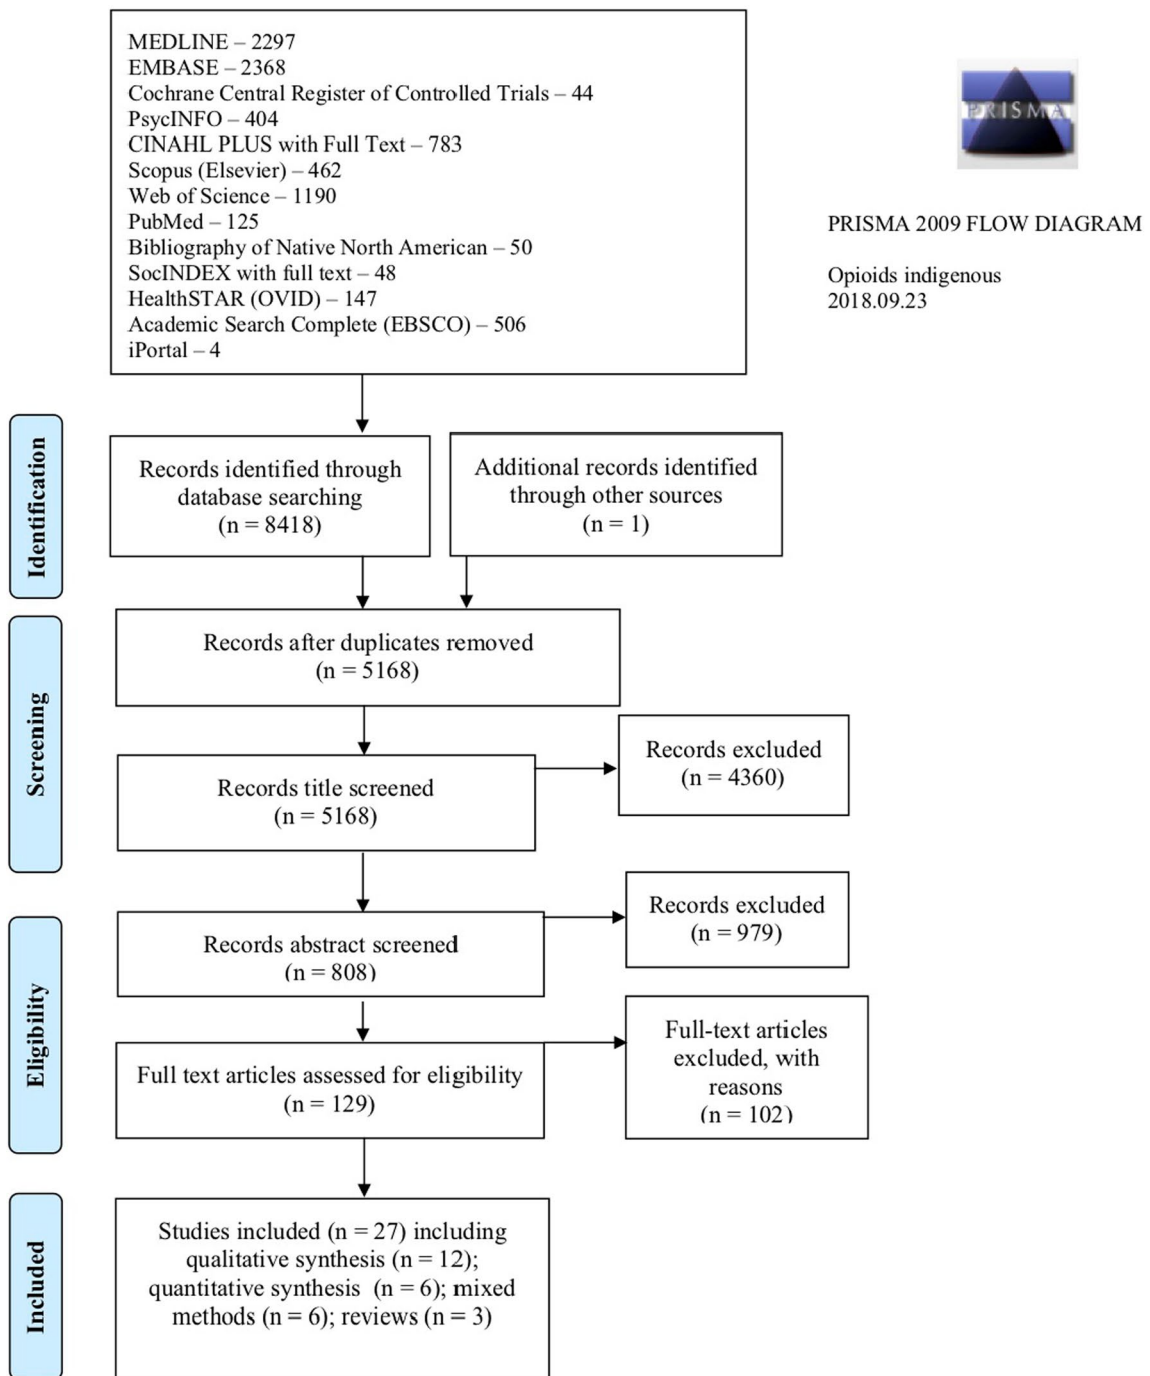 MEDLINE – 2297
EMBASE – 2368
Cochrane Central Register of Controlled Trials – 44
PsycINFO – 404
CINAHL PLUS with Full Text – 783
Scopus (Elsevier) – 462
Web of Science – 1190
PubMed – 125
Bibliography of Native North American – 50
SocINDEX with full text – 48
HealthSTAR (OVID) – 147
Academic Search Complete (EBSCO) – 506
iPortal – 4
PRISMA
PRISMA 2009 FLOW DIAGRAM
Opioids indigenous
2018.09.23
Identification
Records identified through
database searching
(n = 8418)
Additional records identified
through other sources
(n = 1)
Screening
Records after duplicates removed
(n = 5168)
Records title screened
(n = 5168)
Records excluded
(n = 4360)
Eligibility
Records abstract screened
(n = 808)
Records excluded
(n = 979)
Full text articles assessed for eligibility
(n = 129)
Full-text articles
excluded, with
reasons
(n = 102)
Included
Studies included (n = 27) including
qualitative synthesis (n = 12);
quantitative synthesis (n = 6); mixed
methods (n = 6); reviews (n = 3)